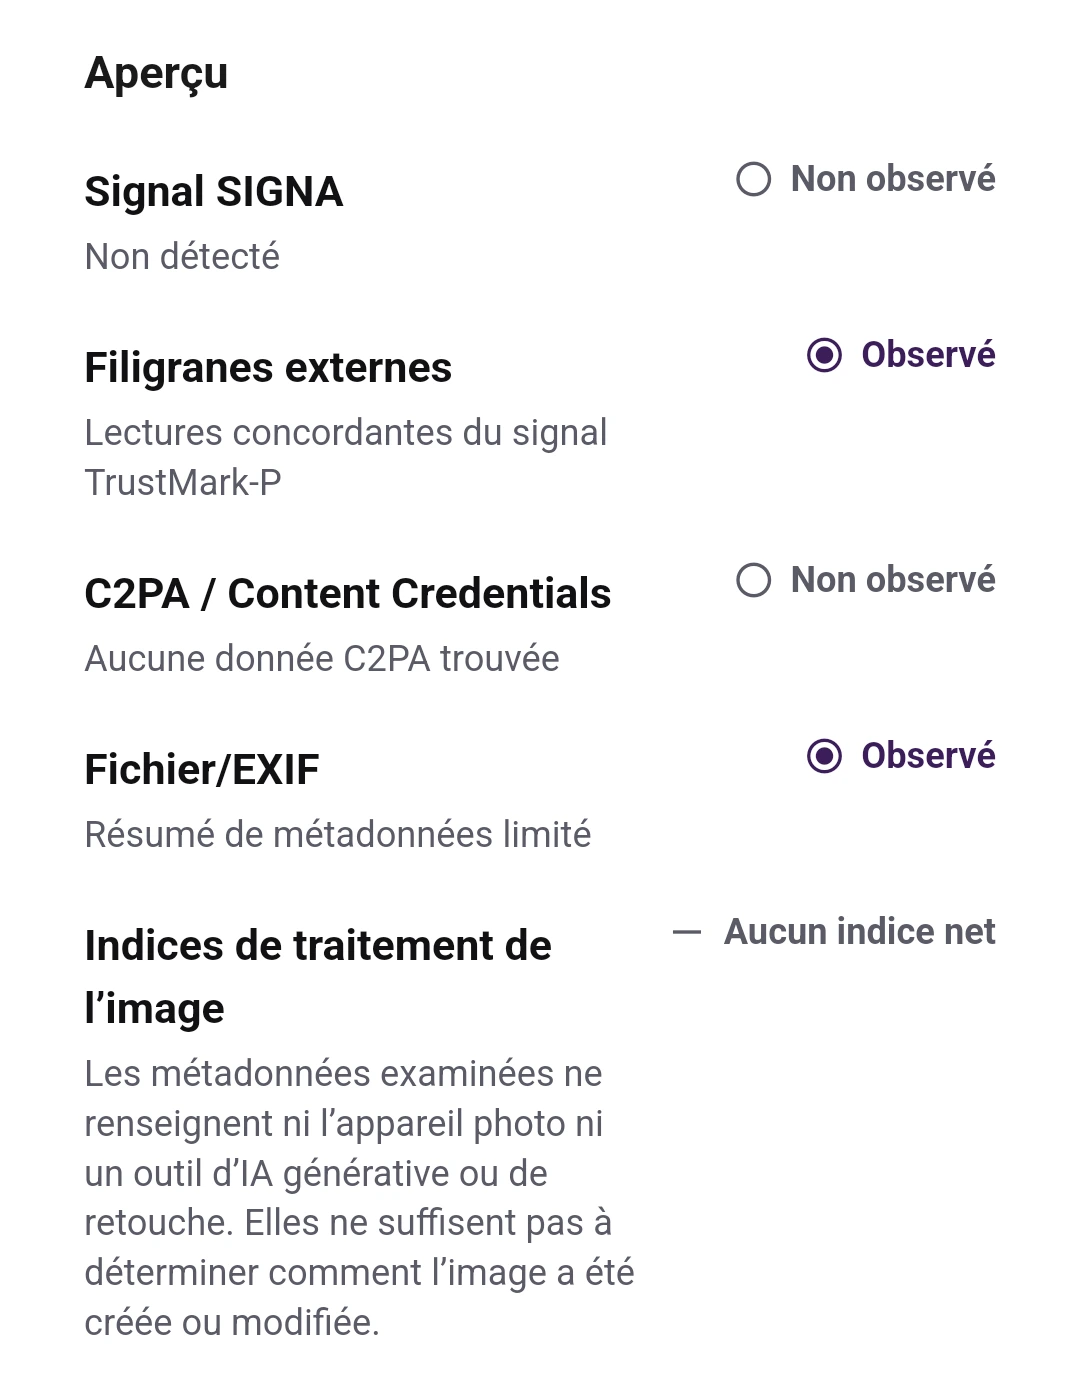 Aperçu
Signal SIGNA
Non observé
Non détecté
Filigranes externes
Observé
Lectures concordantes du signal
TrustMark-P
C2PA / Content Credentials
Non observé
Aucune donnée C2PA trouvée
Fichier/EXIF
Observé
Résumé de métadonnées limité
Indices de traitement de
l’image
— Aucun indice net
Les métadonnées examinées ne
renseignent ni l’appareil photo ni
un outil d’IA générative ou de
retouche. Elles ne suffisent pas à
déterminer comment l’image a été
créée ou modifiée.